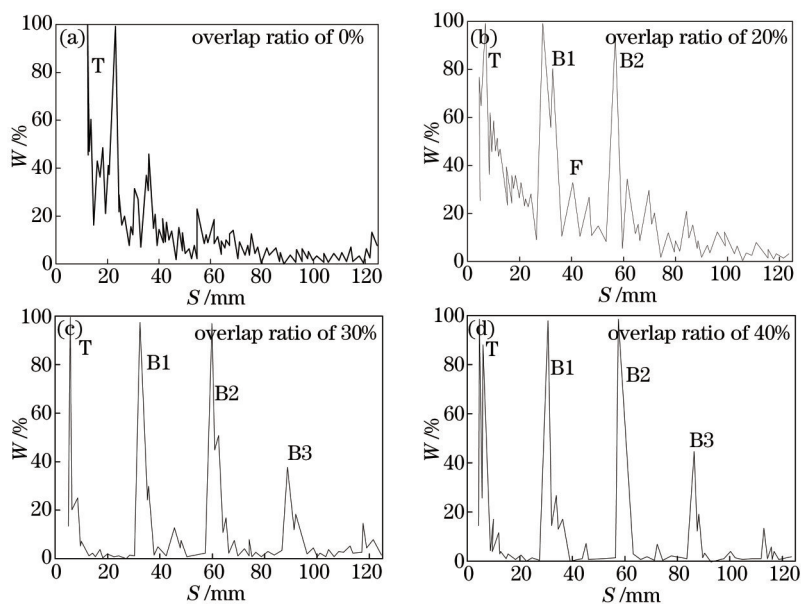 (a) overlap ratio of 0%
T
W/%
100
80
60
40
20
0
0 20 40 60 80 100 120
S/mm
(b) overlap ratio of 20%
T B1 B2
F
W/%
100
80
60
40
20
0
0 20 40 60 80 100 120
S/mm
(c) overlap ratio of 30%
T
B1
B2
B3
W/%
100
80
60
40
20
0
0 20 40 60 80 100 120
S/mm
(d) overlap ratio of 40%
T
B1
B2
B3
W/%
100
80
60
40
20
0
0 20 40 60 80 100 120
S/mm